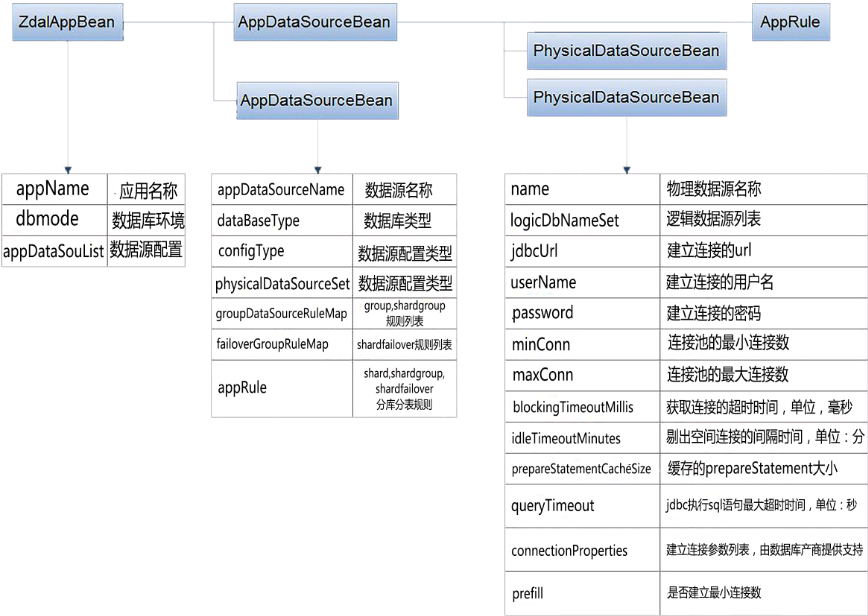 ZdalAppBean
AppDataSourceBean
AppRule
PhysicalDataSourceBean
PhysicalDataSourceBean
AppDataSourceBean
appName 应用名称
dbmode 数据库环境
appDataSouList 数据源配置
appDataSourceName 数据源名称
dataBaseType 数据库类型
configType 数据源配置类型
physicalDataSourceSet 数据源配置类型
groupDataSourceRuleMap group,shardgroup
规则列表
failoverGroupRuleMap shardfailover规则列表
appRule shard,shardgroup,
shardfailover
分库分表规则
name 物理数据源名称
logicDbNameSet 逻辑数据源列表
jdbcUrl 建立连接的url
userName 建立连接的用户名
password 建立连接的密码
minConn 连接池的最小连接数
maxConn 连接池的最大连接数
blockingTimeoutMillis 获取连接的超时时间，单位，毫秒
idleTimeoutMinutes 剔出空间连接的间隔时间，单位：分
prepareStatementCachéSize 缓存的prepareStatement大小
queryTimeout jdbc执行sql语句最大超时时间，单位：秒
connectionProperties 建立连接参数列表，由数据库产商提供支持
prefill 是否建立最小连接数